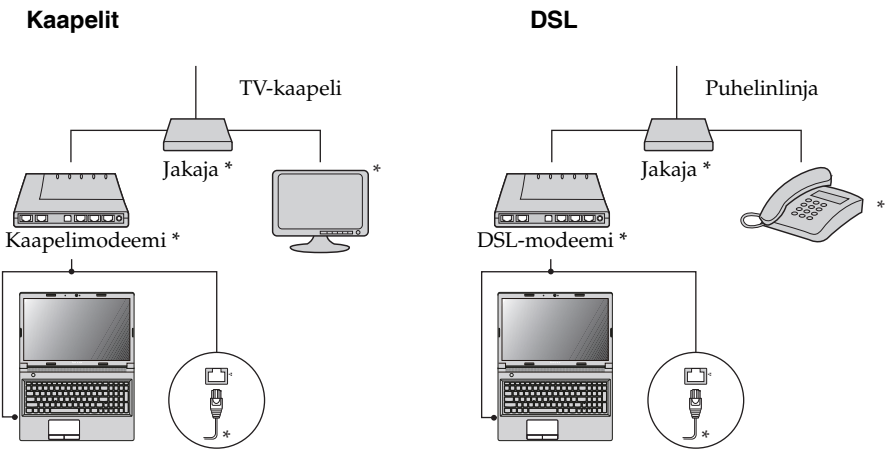 Kaapelit
TV-kaapeli
Jakaja *
*
Kaapelimodeemi *
*
DSL
Puhelinlinja
Jakaja *
*
DSL-modeemi *
*